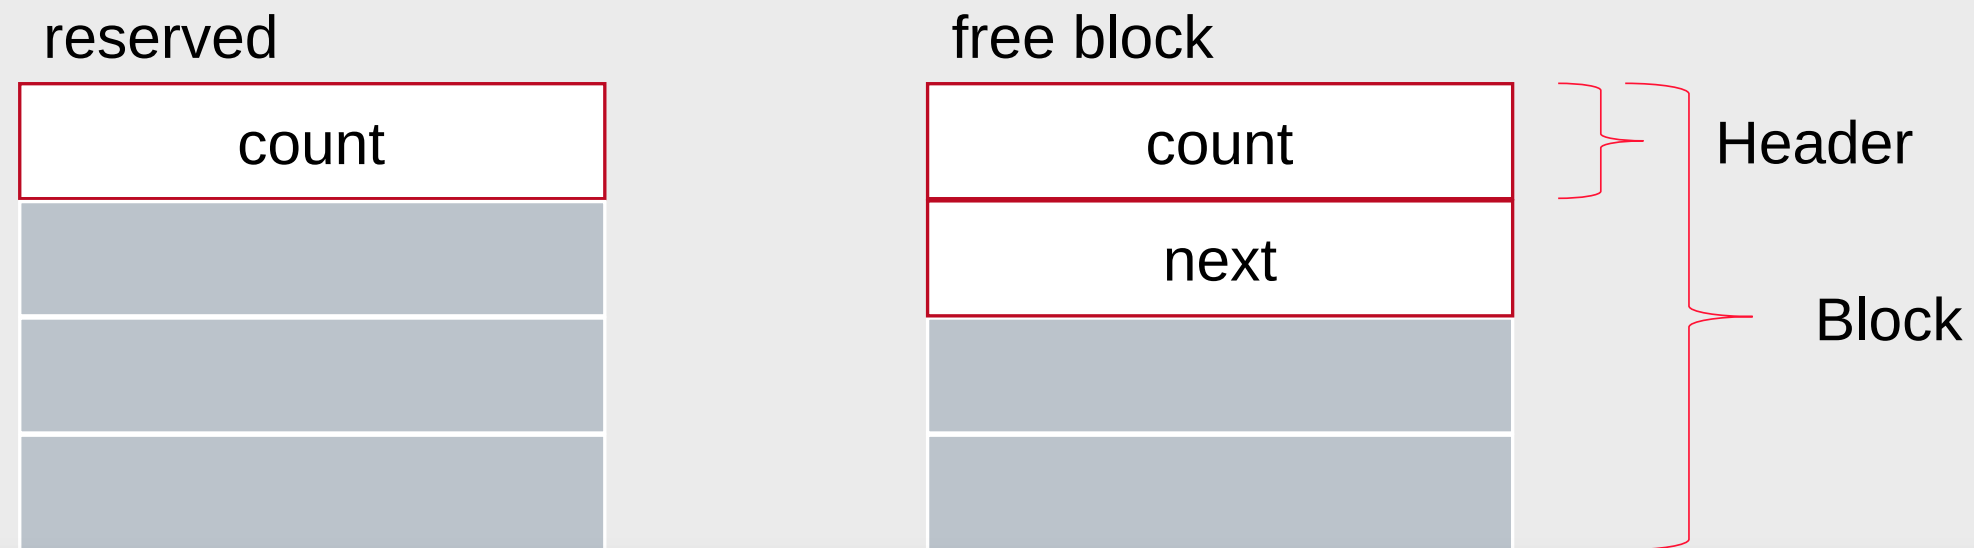 reserved
free block
count
count
Header
next
Block